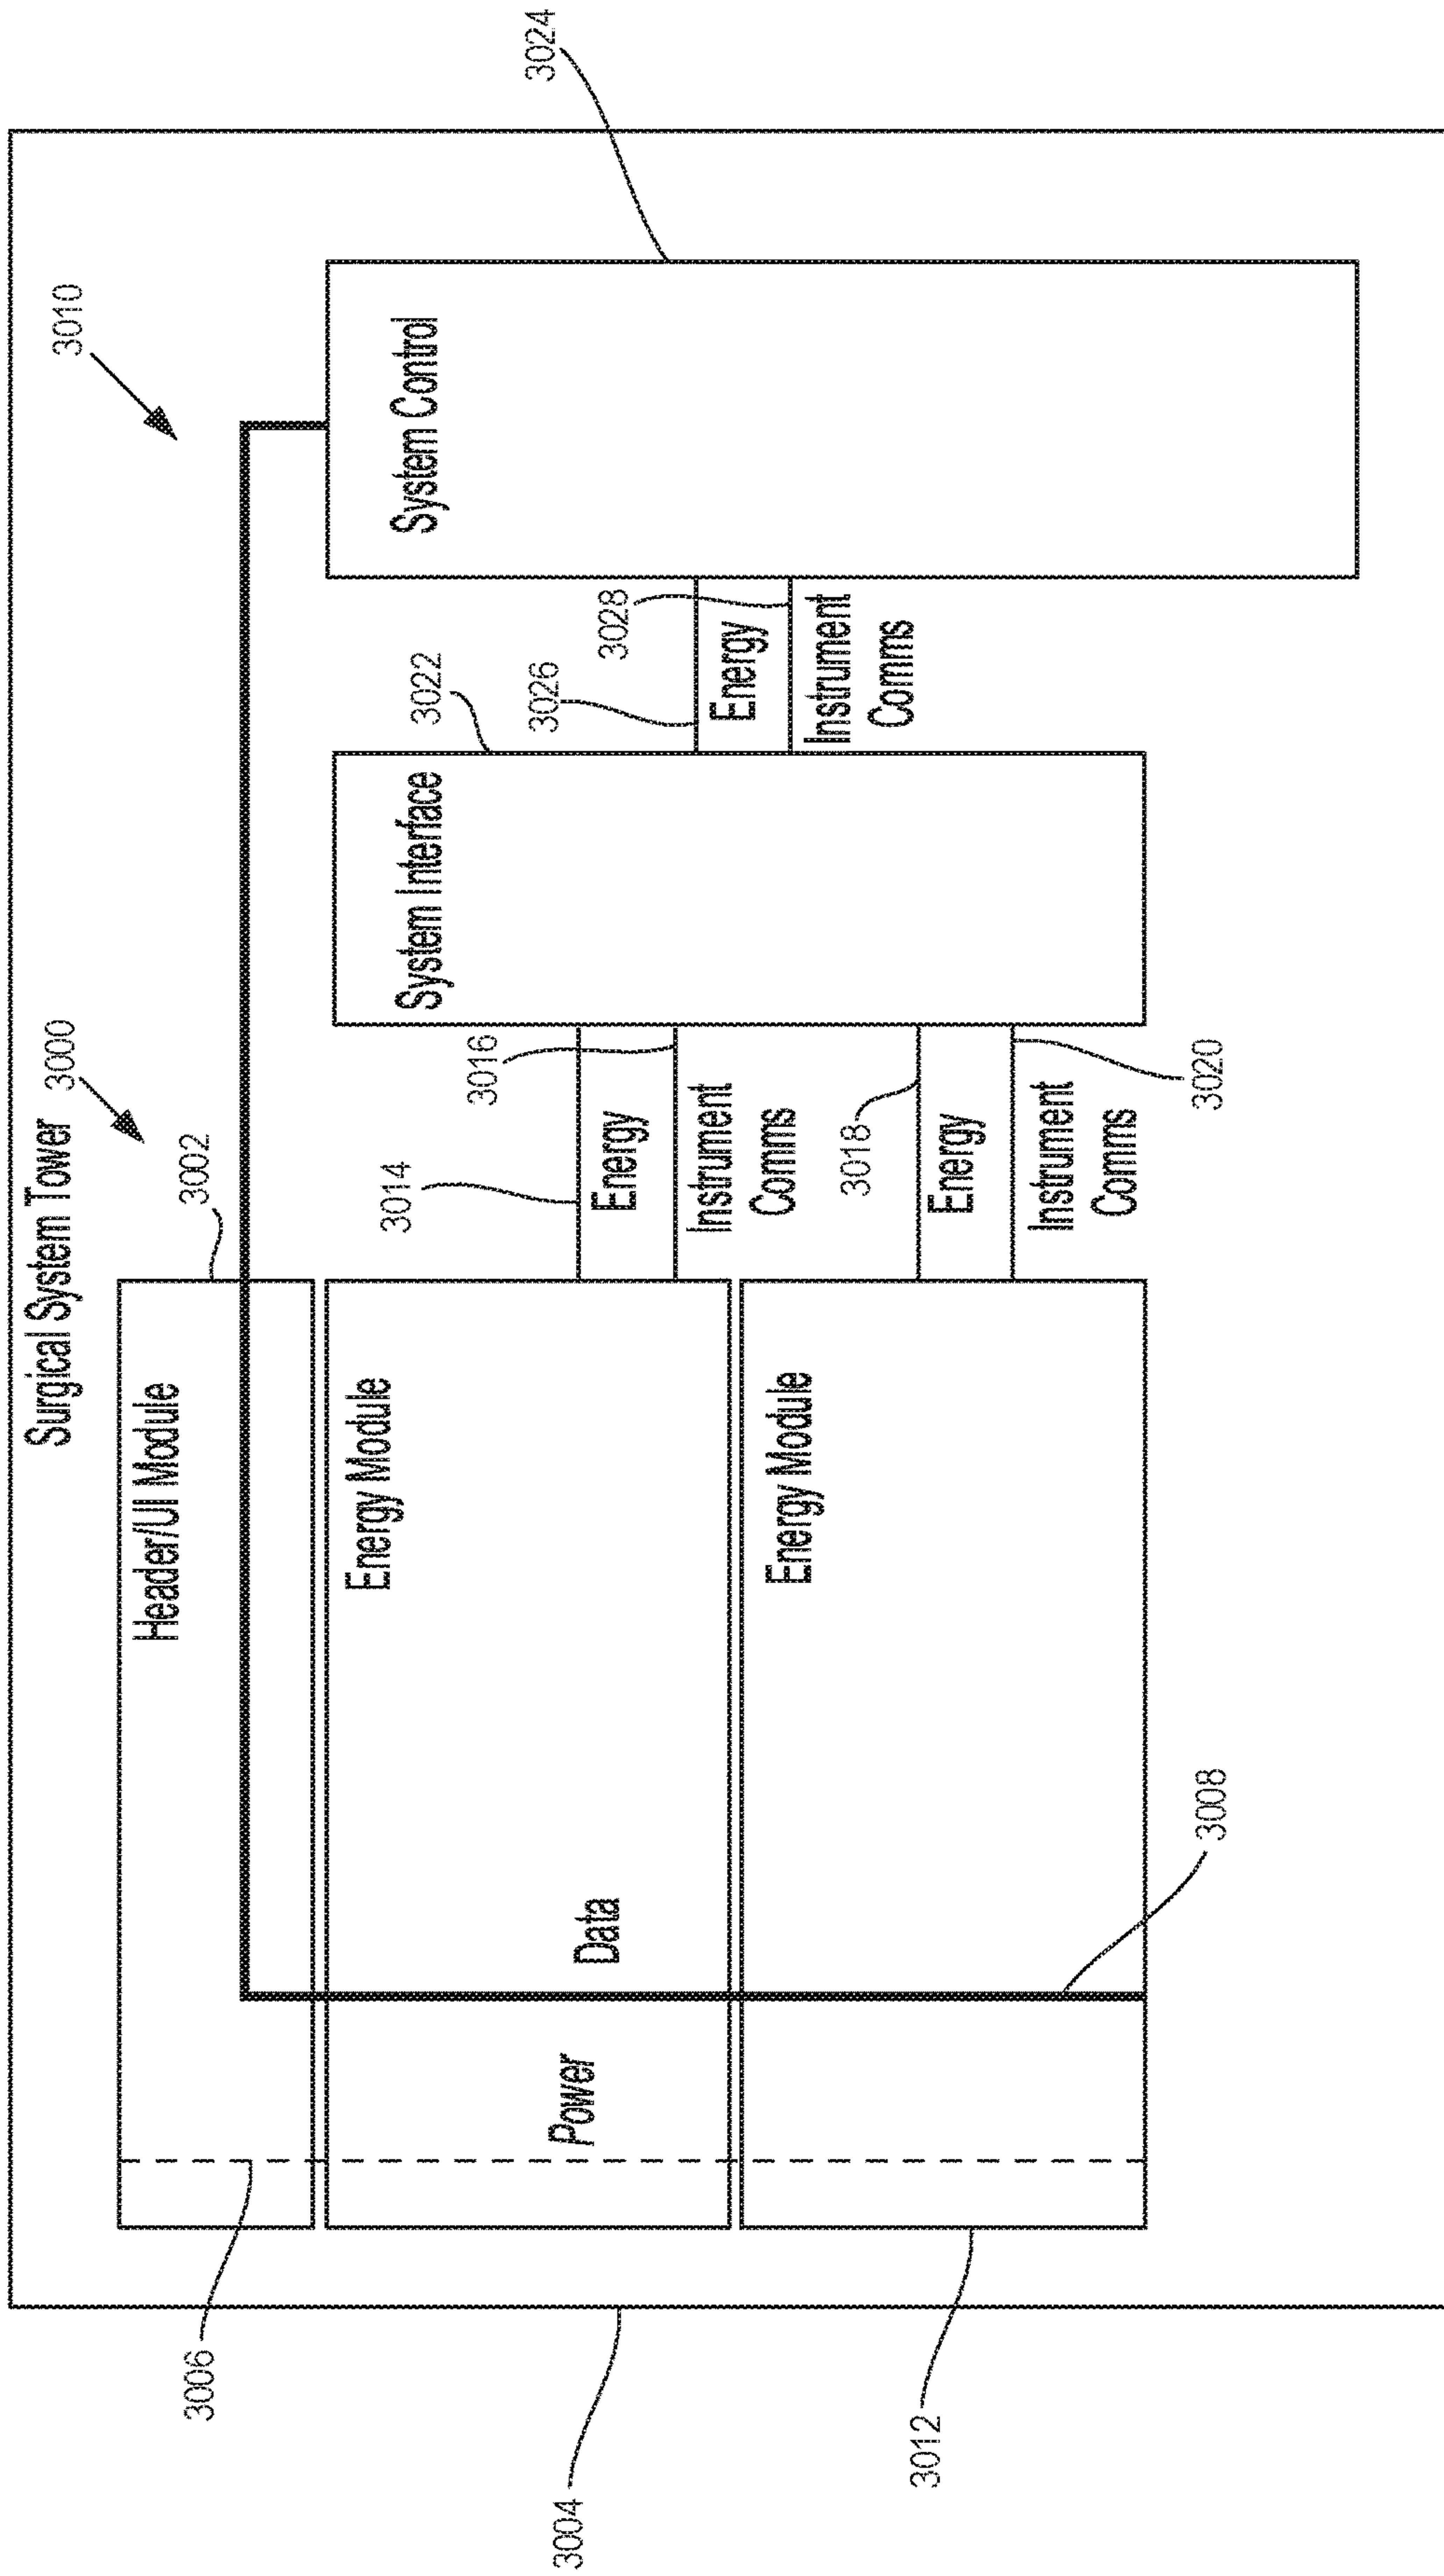 Surgical System Tower
3000
3010
3002
Header/UI Module
3006
3024
Energy Module
System Interface
System Control
3022
3014
3016
Energy
Instrument
Comms
3026
3028
Energy
Instrument
Comms
Power
Data
3004
Energy Module
3018
Energy
Instrument
Comms
3020
3012
3008